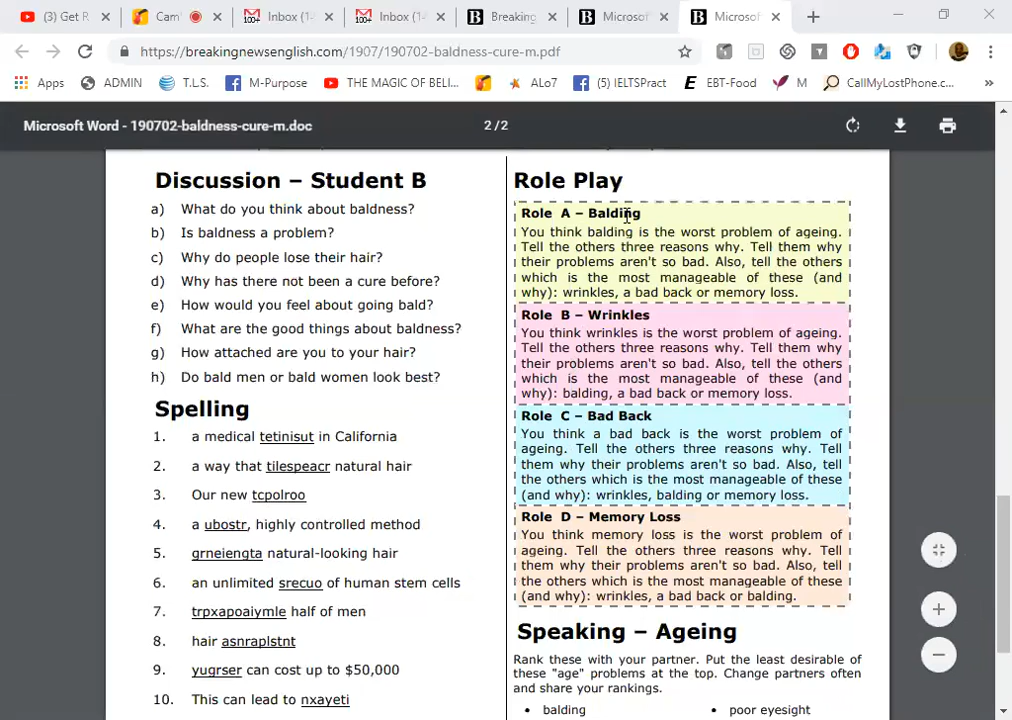 (3) Get R
Caml
Inbox (1
Inbox (1
Breaking
Microsof
Microsof
https://breakingnewsenglish.com/1907/190702-baldness-cure-m.pdf
Apps ADMIN T.L.S. M-Purpose THE MAGIC OF BELI... ALo7 (5) IELTSPract EBT-Food M CallMyLostPhone.c...
Microsoft Word - 190702-baldness-cure-m.doc 2 / 2
Discussion – Student B
a) What do you think about baldness?
b) Is baldness a problem?
c) Why do people lose their hair?
d) Why has there not been a cure before?
e) How would you feel about going bald?
f) What are the good things about baldness?
g) How attached are you to your hair?
h) Do bald men or bald women look best?
Spelling
1. a medical tetinisut in California
2. a way that tilespeacr natural hair
3. Our new tcpolroo
4. a ubostr, highly controlled method
5. grneiengta natural-looking hair
6. an unlimited srecuo of human stem cells
7. trpxapoaiymle half of men
8. hair asnraplstnt
9. yugrser can cost up to $50,000
10. This can lead to nxayeti
Role Play
Role A – Balding
You think balding is the worst problem of ageing.
Tell the others three reasons why. Tell them why
their problems aren't so bad. Also, tell the others
which is the most manageable of these (and
why): wrinkles, a bad back or memory loss.
Role B – Wrinkles
You think wrinkles is the worst problem of ageing.
Tell the others three reasons why. Tell them why
their problems aren't so bad. Also, tell the others
which is the most manageable of these (and
why): balding, a bad back or memory loss.
Role C – Bad Back
You think a bad back is the worst problem of
ageing. Tell the others three reasons why. Tell
them why their problems aren't so bad. Also, tell
the others which is the most manageable of these
(and why): wrinkles, balding or memory loss.
Role D – Memory Loss
You think memory loss is the worst problem of
ageing. Tell the others three reasons why. Tell
them why their problems aren't so bad. Also, tell
the others which is the most manageable of these
(and why): wrinkles, a bad back or balding.
Speaking – Ageing
Rank these with your partner. Put the least desirable of
these "age" problems at the top. Change partners often
and share your rankings.
• balding • poor eyesight